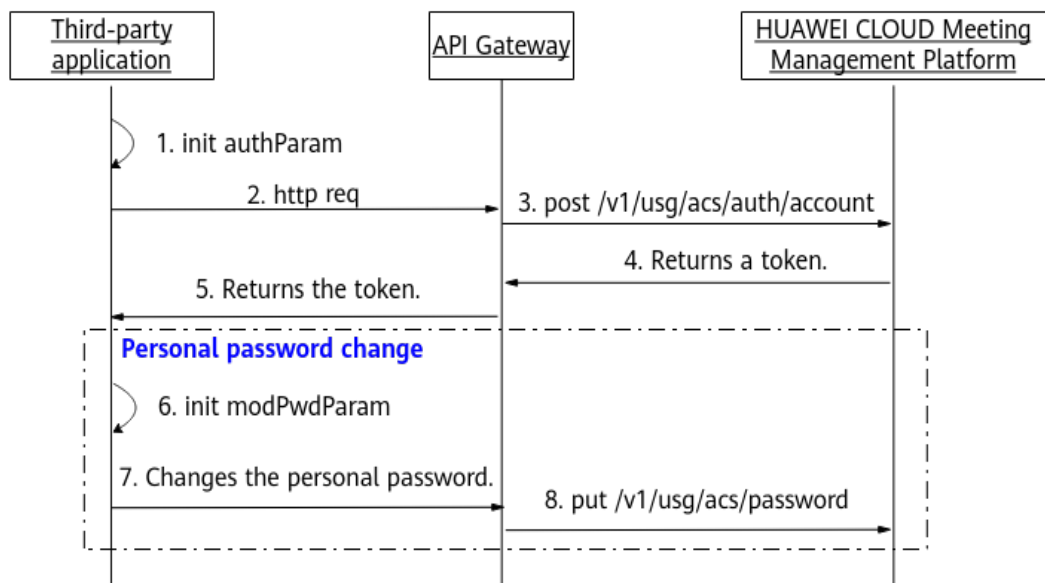 Third-party
application
API Gateway
HUAWEI CLOUD Meeting
Management Platform
1. init authParam
2. http req
3. post /v1/usg/acs/auth/account
4. Returns a token.
5. Returns the token.
Personal password change
6. init modPwdParam
7. Changes the personal password.
8. put /v1/usg/acs/password